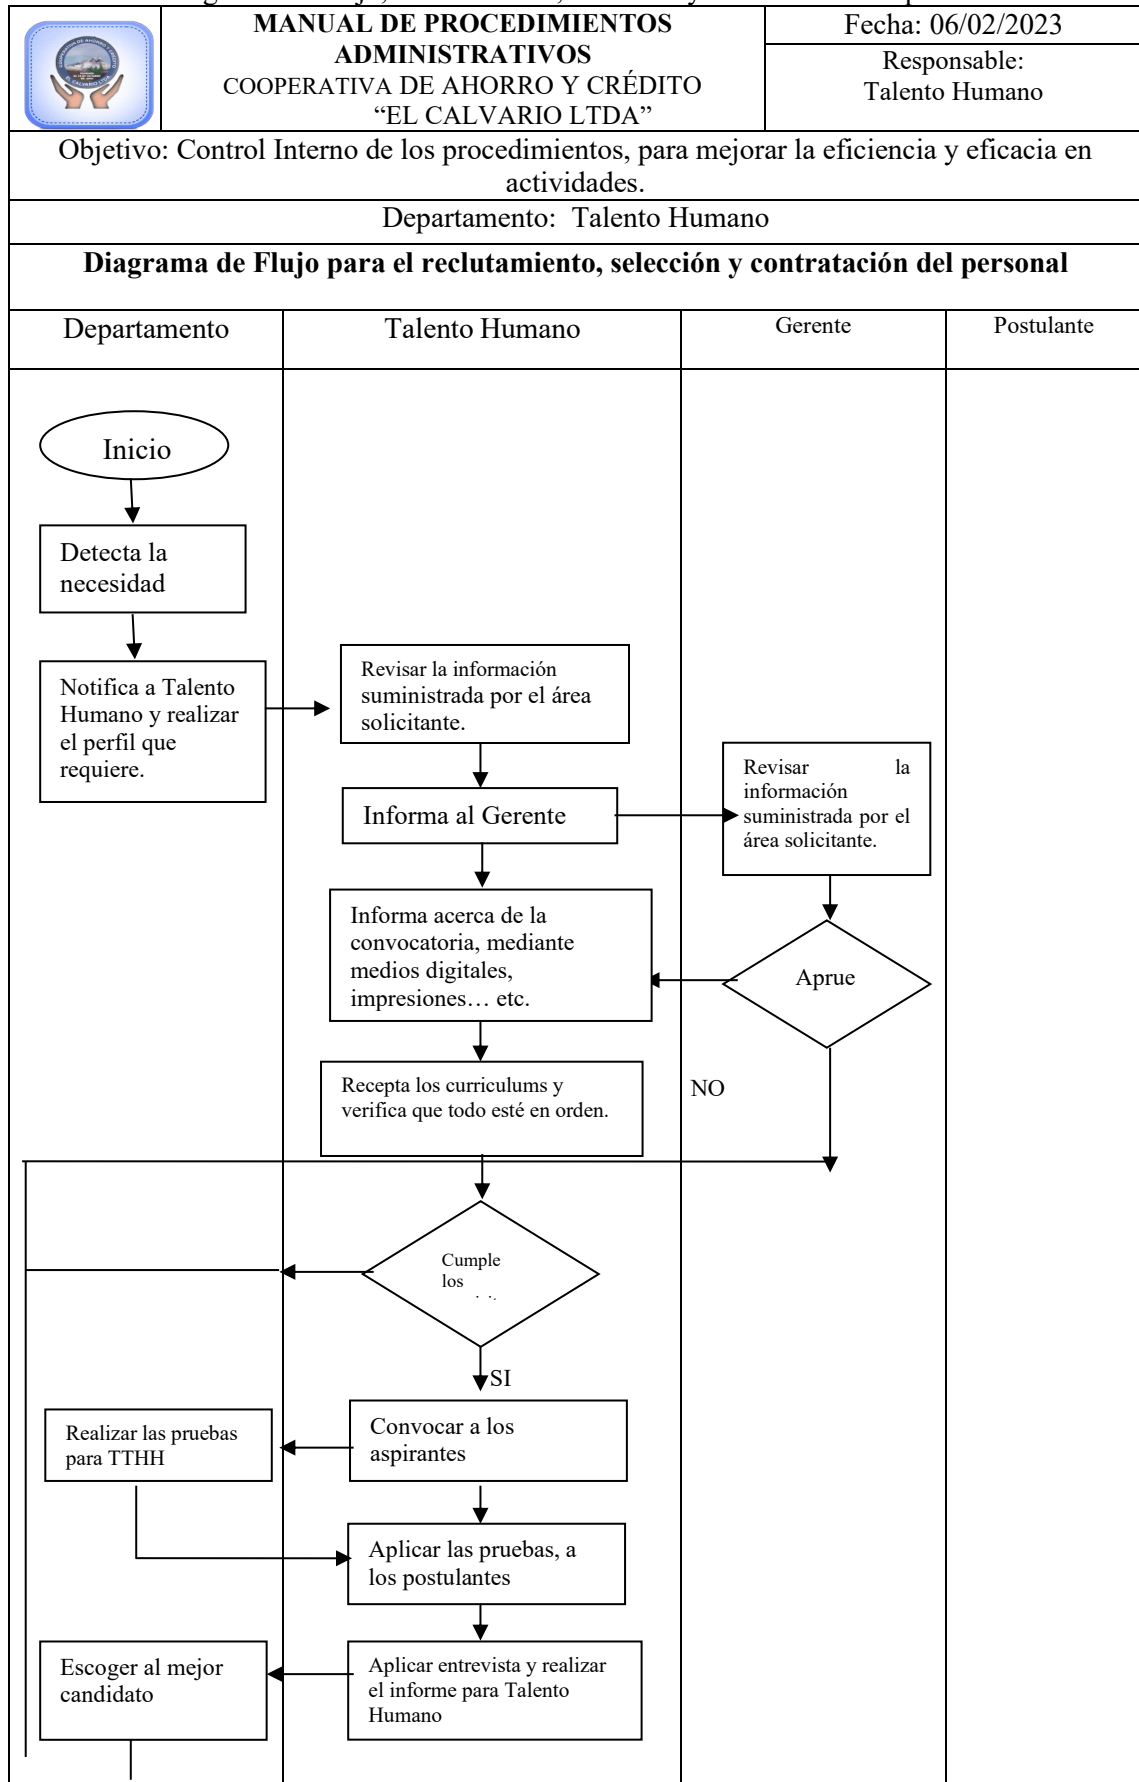 MANUAL DE PROCEDIMIENTOS
ADMINISTRATIVOS
COOPERATIVA DE AHORRO Y CRÉDITO
“EL CALVARIO LTDA”
Fecha: 06/02/2023
Responsable:
Talento Humano
Objetivo: Control Interno de los procedimientos, para mejorar la eficiencia y eficacia en
actividades.
Departamento: Talento Humano
Diagrama de Flujo para el reclutamiento, selección y contratación del personal
Departamento
Talento Humano
Gerente
Postulante
Inicio
Detecta la
necesidad
Notifica a Talento
Humano y realizar
el perfil que
requiere.
Revisar la información
suministrada por el área
solicitante.
Informa al Gerente
Revisar la
información
suministrada por el
área solicitante.
Informa acerca de la
convocatoria, mediante
medios digitales,
impresiones… etc.
Aprue
Recepta los curriculums y
verifica que todo esté en orden.
NO
Cumple
los
SI
Convocar a los
aspirantes
Realizar las pruebas
para TTHH
Aplicar las pruebas, a
los postulantes
Aplicar entrevista y realizar
el informe para Talento
Humano
Escoger al mejor
candidato